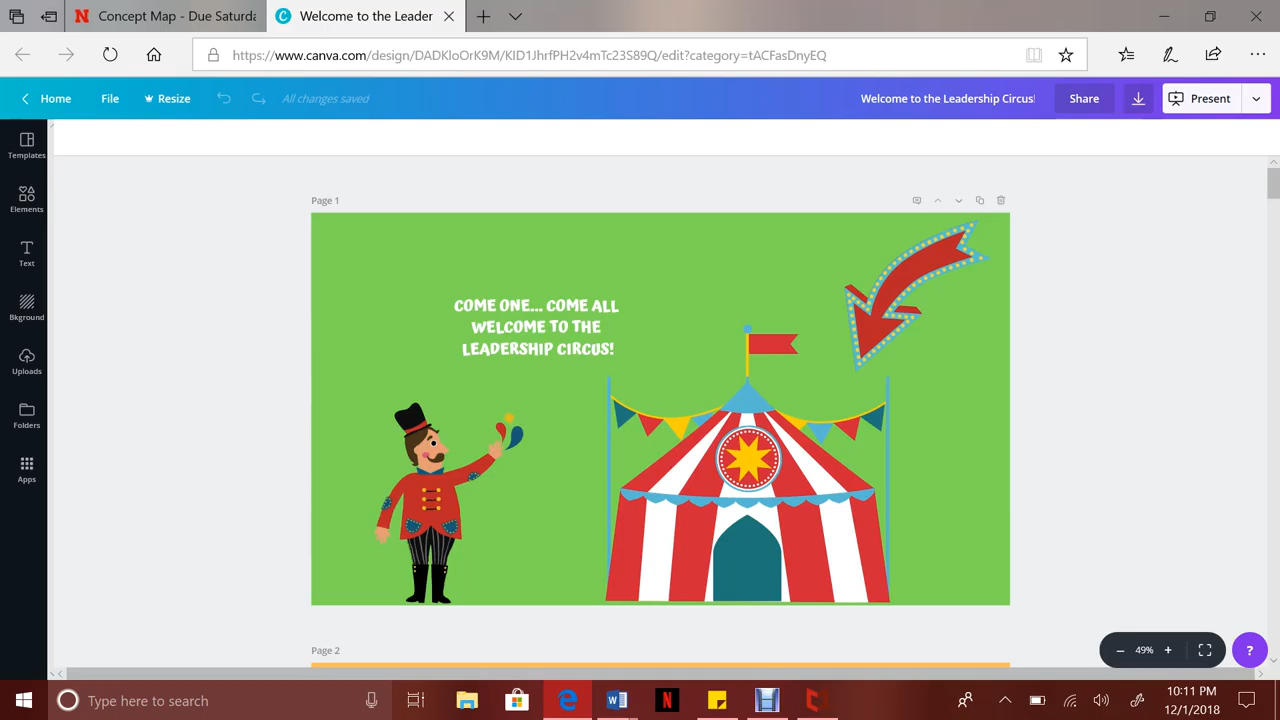 Concept Map - Due Saturda
Welcome to the Leader
https://www.canva.com/design/DADKloOrK9M/KID1JhrfPH2v4mTc23S89Q/edit?category=tACFasDnyEQ
Home
File
Resize
All changes saved
Welcome to the Leadership Circus!
Share
Present
Templates
Elements
Text
Bkground
Uploads
Folders
Apps
Page 1
COME ONE... COME ALL
WELCOME TO THE
LEADERSHIP CIRCUS!
Page 2
49%
?
Type here to search
10:11 PM
12/1/2018